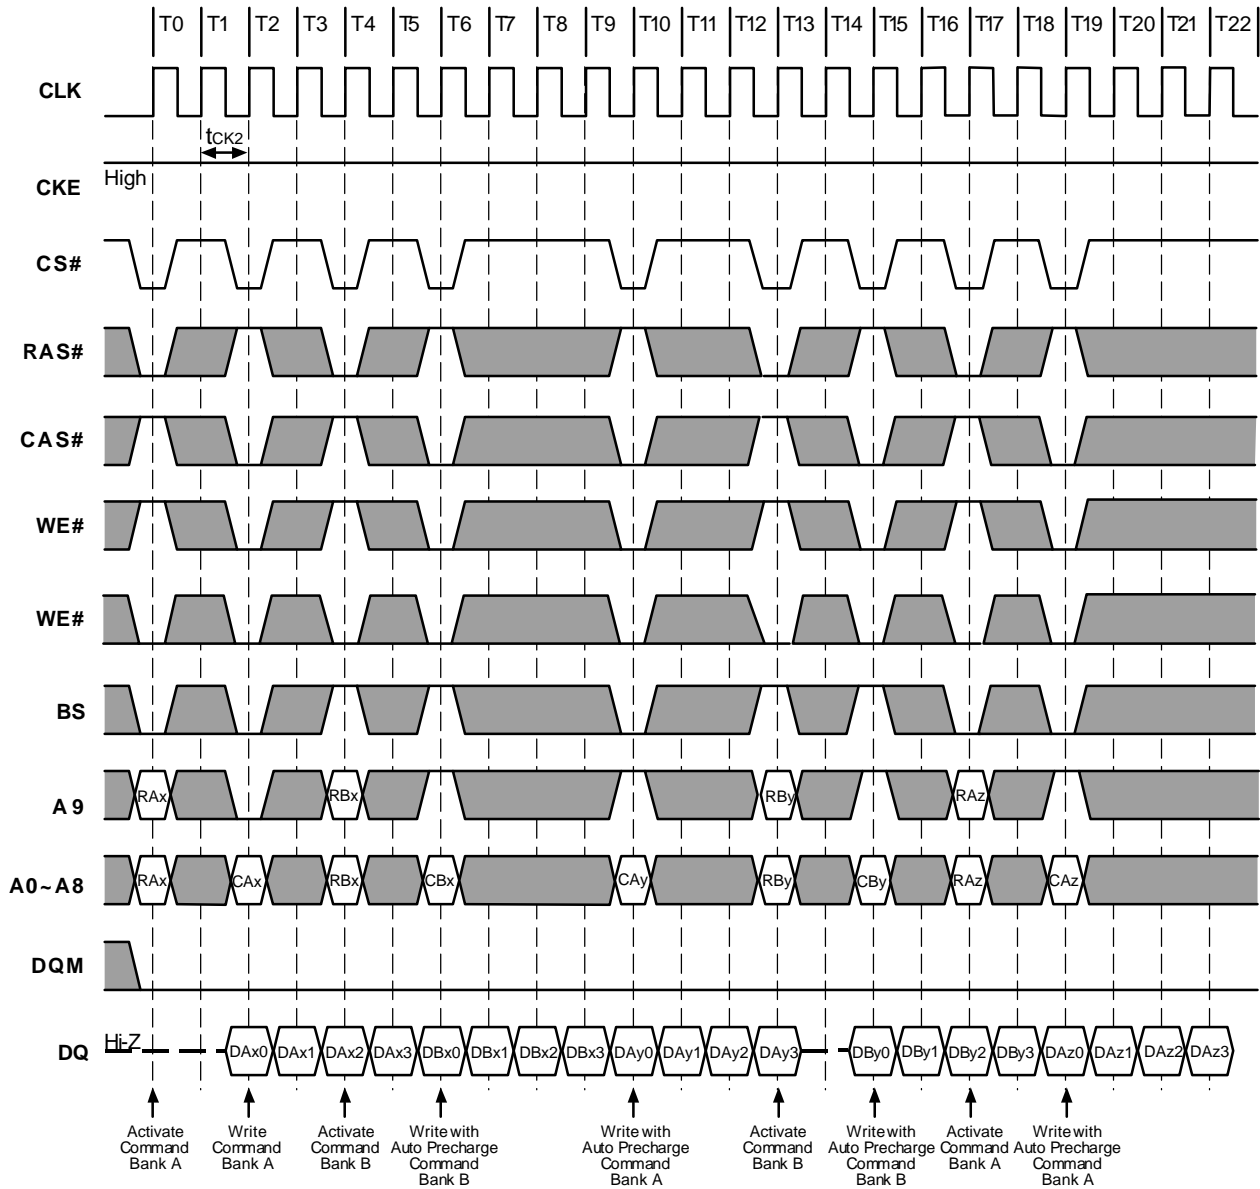 T0 T1 T2 T3 T4 T5 T6 T7 T8 T9 T10 T11 T12 T13 T14 T15 T16 T17 T18 T19 T20 T21 T22
CLK
tCK2
CKE
High
CS#
RAS#
CAS#
WE#
WE#
BS
A9
RAx RBx RBy RAz
A0~A8
RAx CAx RBx CBx CAy RBy CBy RAz CAz
DQM
DQ
Hi-Z
DAx0 DAx1 DAx2 DAx3 DBx0 DBx1 DBx2 DBx3 DAy0 DAy1 DAy2 DAy3 DBy0 DBy1 DBy2 DBy3 DAz0 DAz1 DAz2 DAz3
Activate
Command
Bank A
Write
Command
Bank A
Activate
Command
Bank B
Write with
Auto Precharge
Command
Bank B
Write with
Auto Precharge
Command
Bank A
Activate
Command
Bank B
Write with
Auto Precharge
Command
Bank B
Activate
Command
Bank A
Write with
Auto Precharge
Command
Bank A